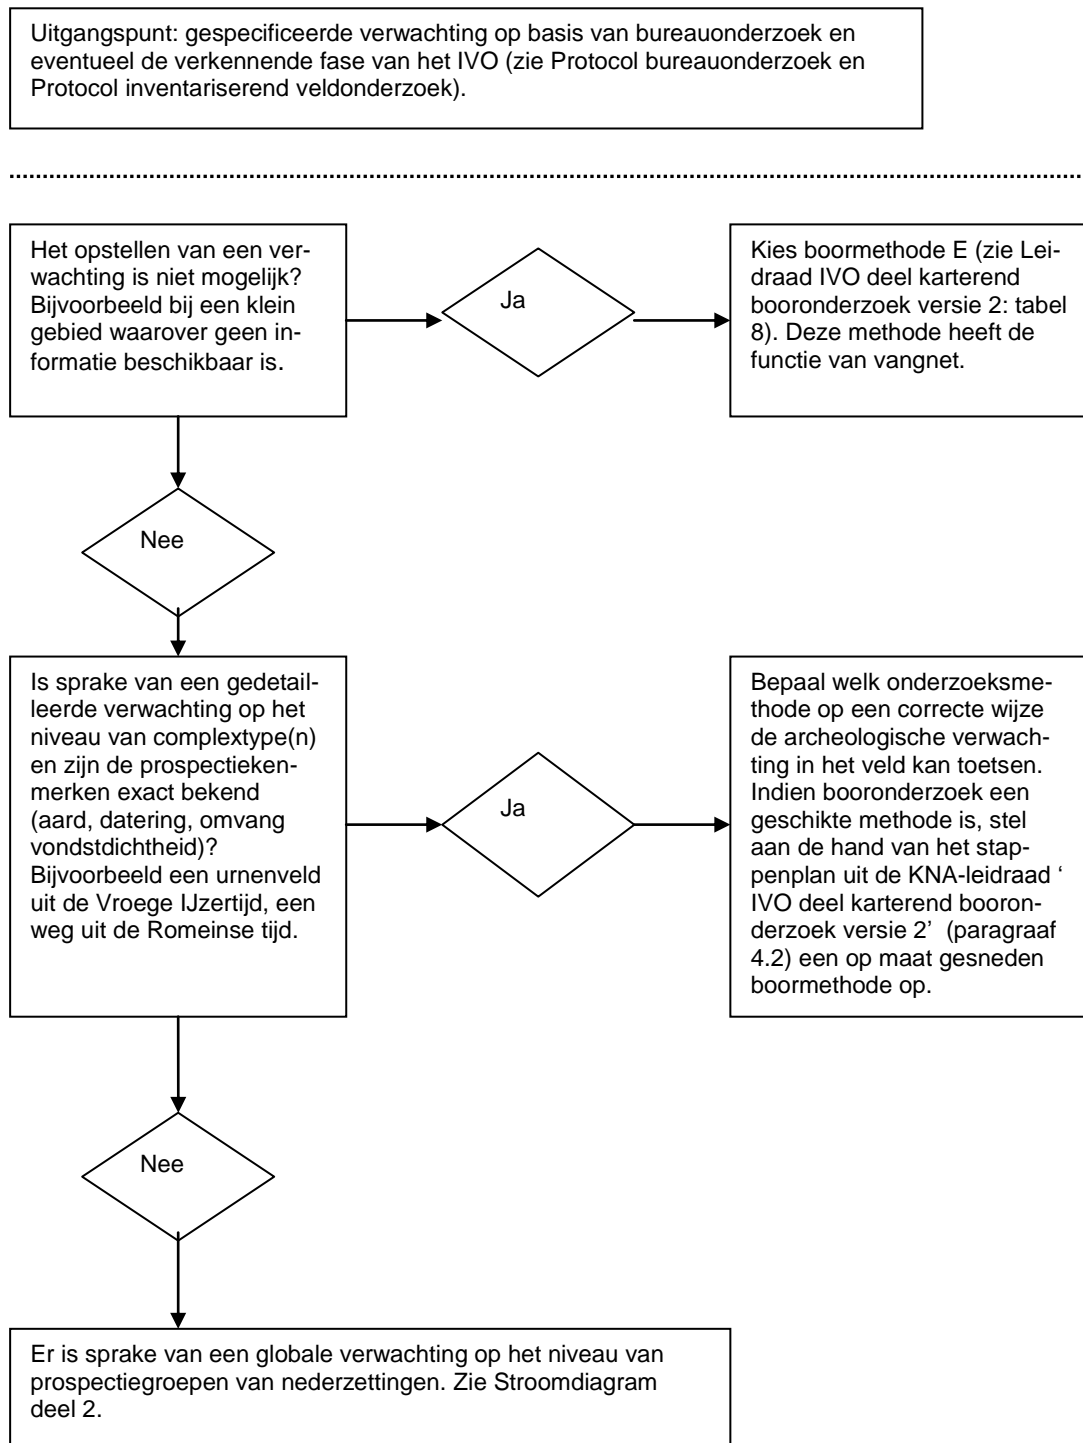 Uitgangspunt: gespecificeerde verwachting op basis van bureauonderzoek en
eventueel de verkennende fase van het IVO (zie Protocol bureauonderzoek en
Protocol inventariserend veldonderzoek).
Het opstellen van een ver-
wachting is niet mogelijk?
Bijvoorbeeld bij een klein
gebied waarover geen in-
formatie beschikbaar is.
Ja
Kies boormethode E (zie Lei-
draad IVO deel karterend
booronderzoek versie 2: tabel
8). Deze methode heeft de
functie van vangnet.
Nee
Is sprake van een gedetail-
leerde verwachting op het
niveau van complextype(n)
en zijn de prospectieken-
merken exact bekend
(aard, datering, omvang
vondstdichtheid)?
Bijvoorbeeld een urnenveld
uit de Vroege IJzertijd, een
weg uit de Romeinse tijd.
Ja
Bepaal welk onderzoeksme-
thode op een correcte wijze
de archeologische verwach-
ting in het veld kan toetsen.
Indien booronderzoek een
geschikte methode is, stel
aan de hand van het stap-
penplan uit de KNA-leidraad ‘
IVO deel karterend booron-
derzoek versie 2’  (paragraaf
4.2) een op maat gesneden
boormethode op.
Nee
Er is sprake van een globale verwachting op het niveau van
prospectiegroepen van nederzettingen. Zie Stroomdiagram
deel 2.